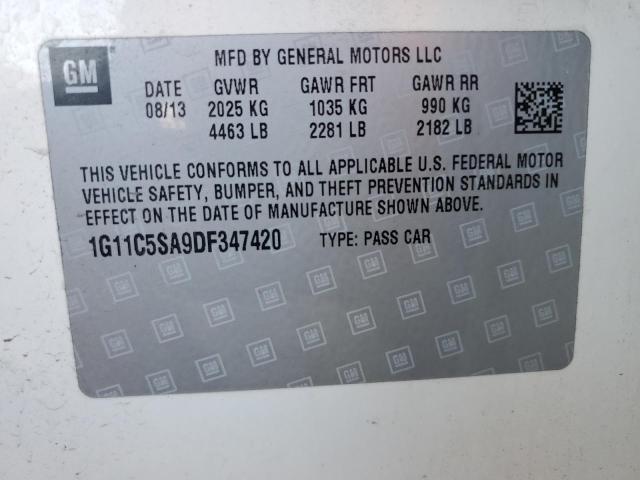 GM
MFD BY GENERAL MOTORS LLC
DATE GVWR GAWR FRT GAWR RR
08/13 2025 KG 1035 KG 990 KG
4463 LB 2281 LB 2182 LB
THIS VEHICLE CONFORMS TO ALL APPLICABLE U.S. FEDERAL MOTOR
VEHICLE SAFETY, BUMPER, AND THEFT PREVENTION STANDARDS IN
EFFECT ON THE DATE OF MANUFACTURE SHOWN ABOVE.
1G11C5SA9DF347420 TYPE: PASS CAR